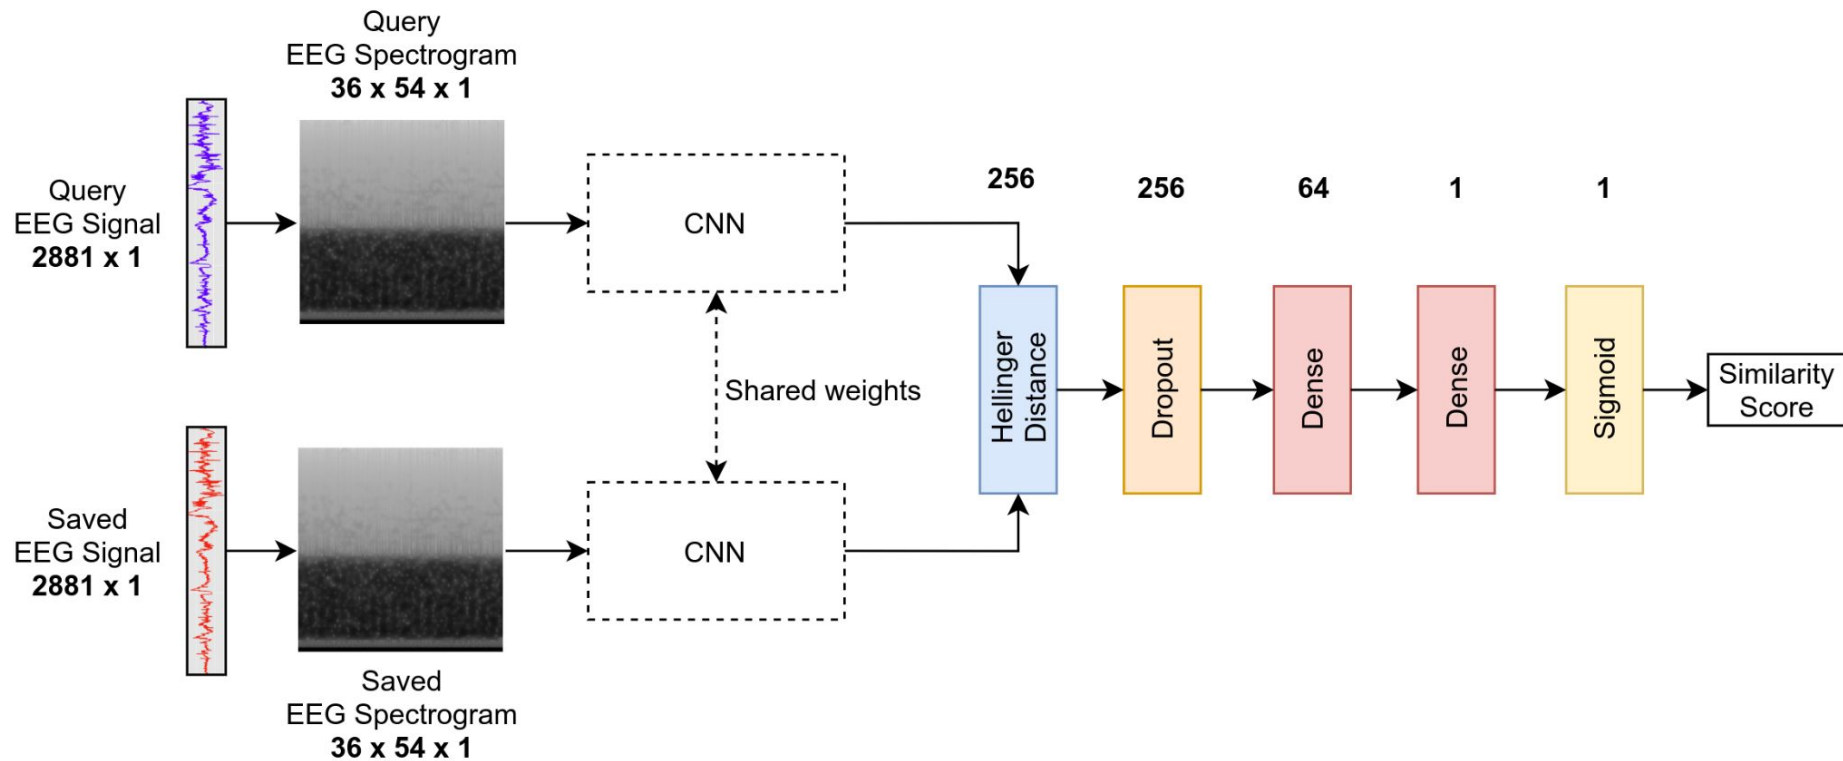 Query
EEG Spectrogram
36 x 54 x 1
Query
EEG Signal
2881 x 1
CNN
256
256
64
1
1
Shared weights
Hellinger
Distance
Dropout
Dense
Dense
Sigmoid
Similarity
Score
Saved
EEG Signal
2881 x 1
CNN
Saved
EEG Spectrogram
36 x 54 x 1